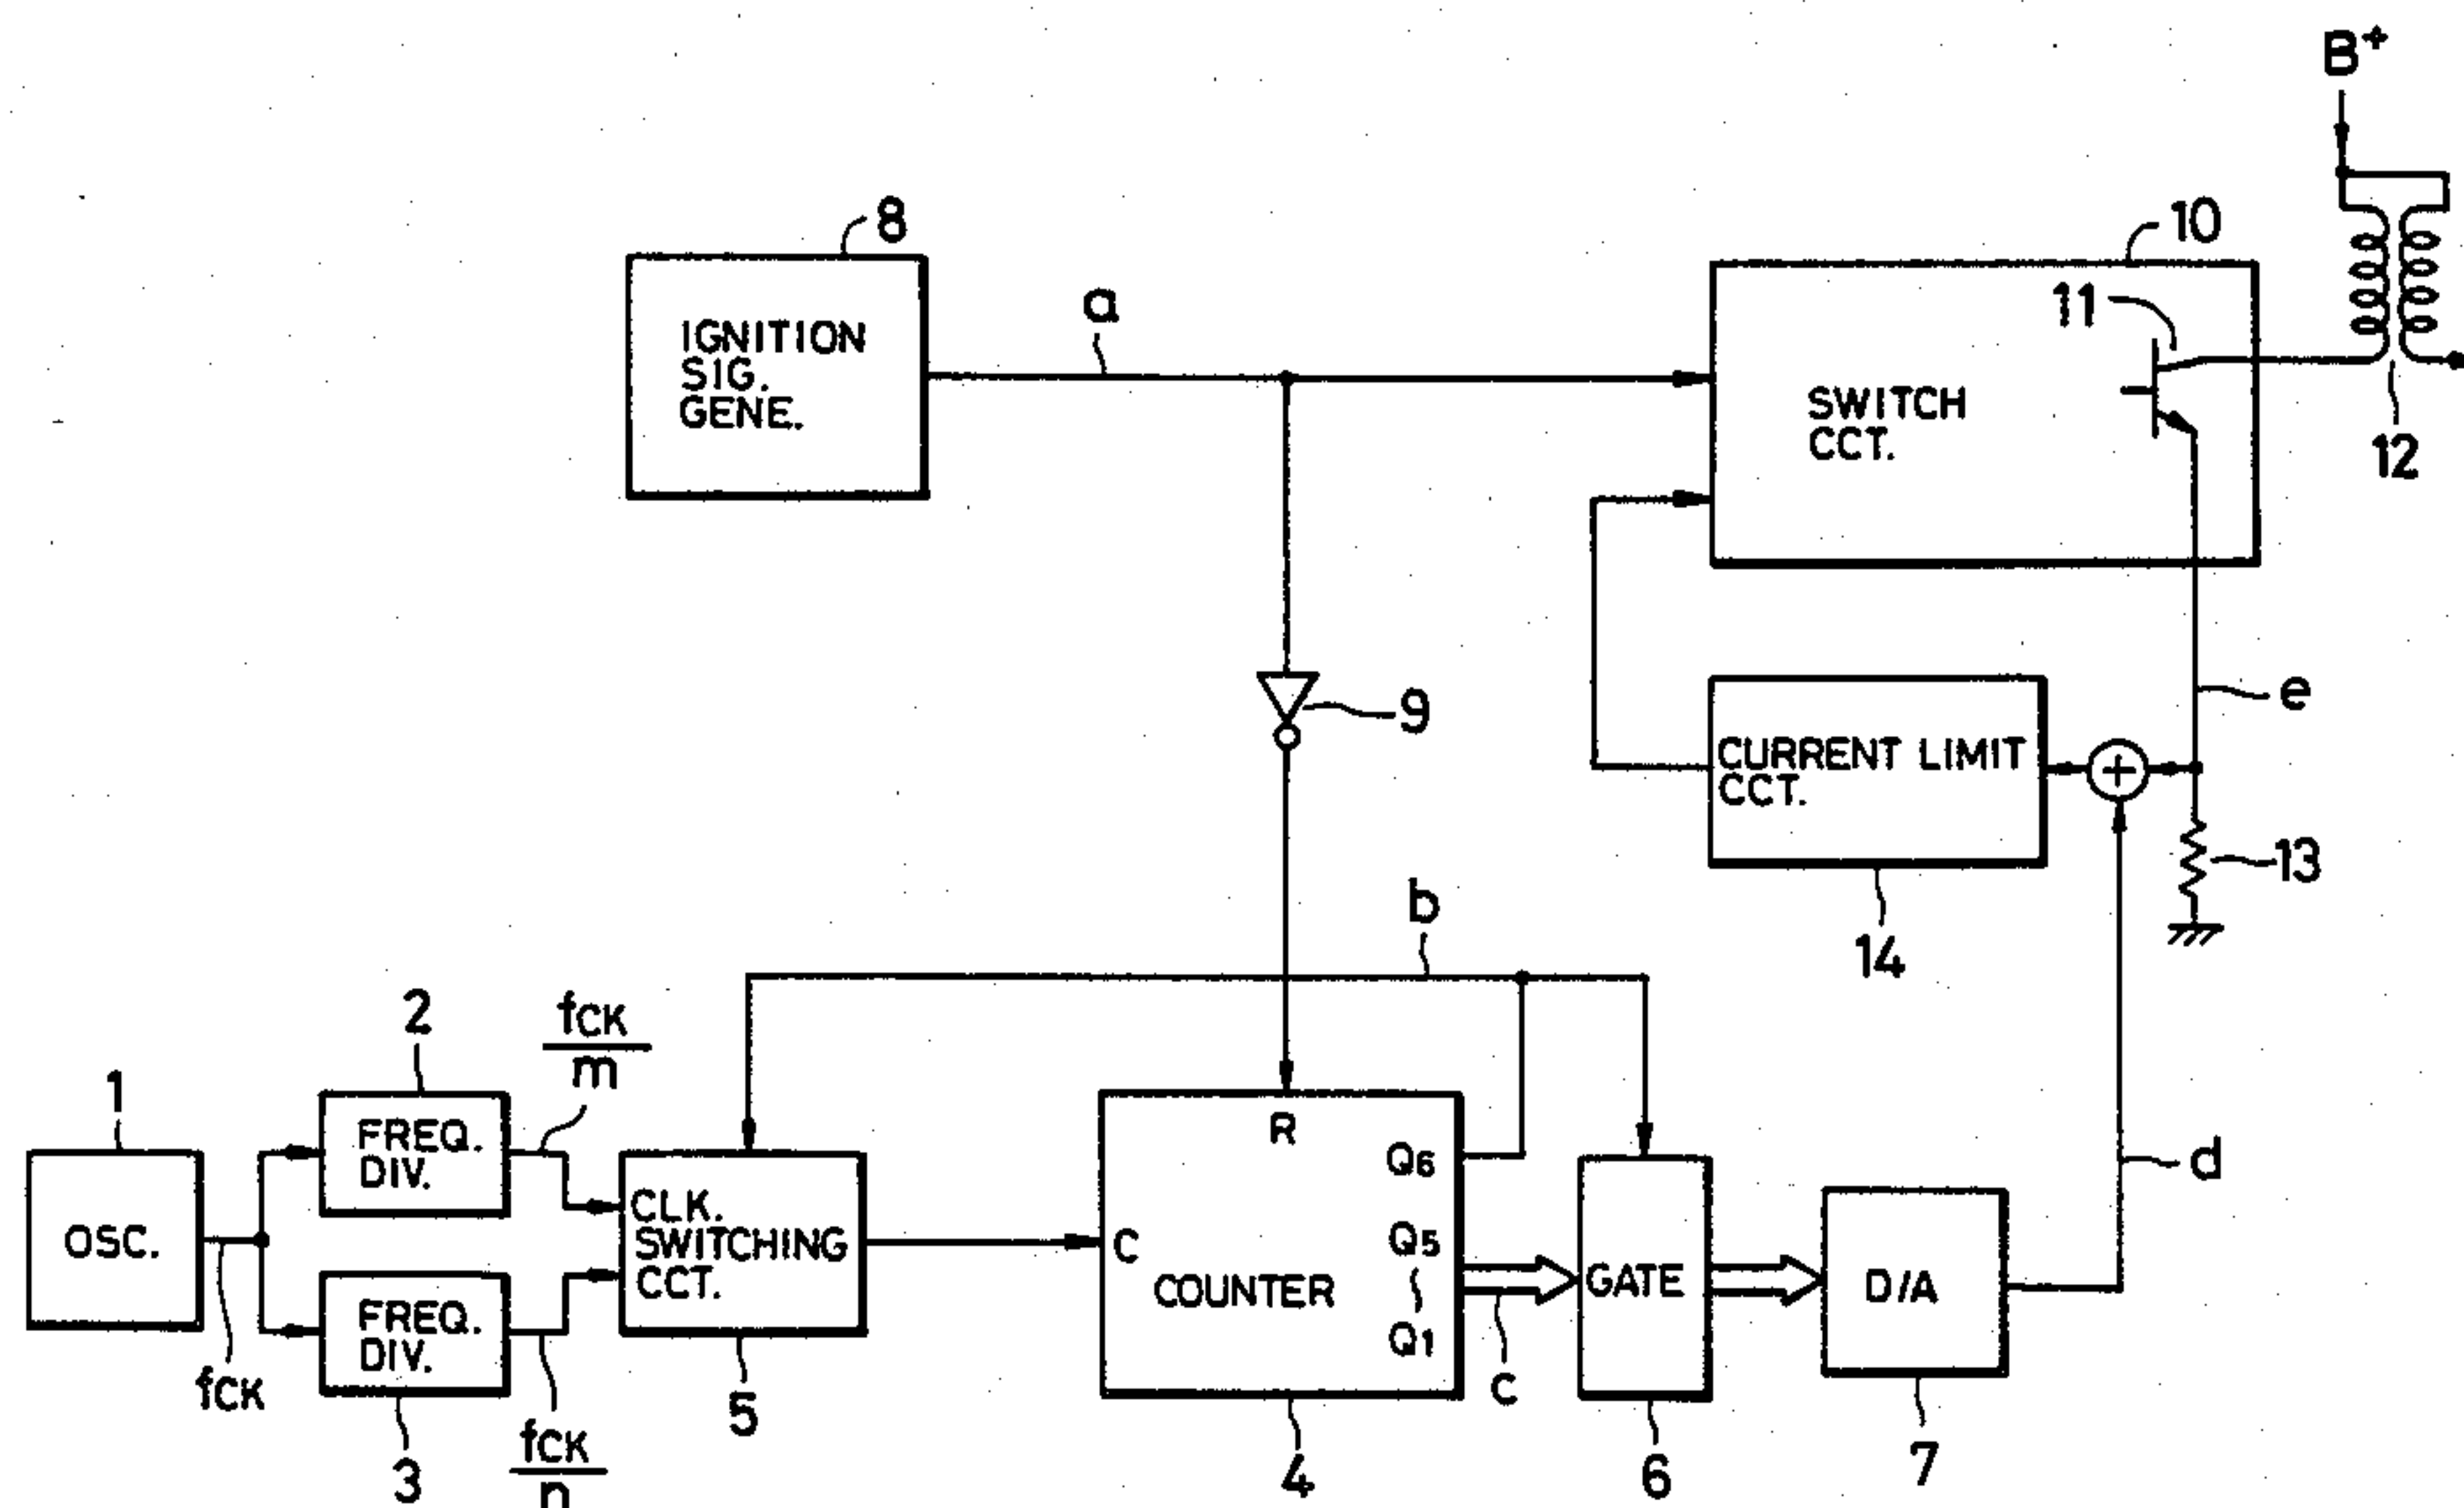 B+
8
10
11
a
IGNITION
SIG.
GENE.
SWITCH
CCT.
12
9
e
CURRENT LIMIT
CCT.
+
13
14
b
2
fCK
m
1
FREQ.
DIV.
R
Q6
d
OSC.
CLK.
SWITCHING
CCT.
C
Q5
COUNTER
GATE
D/A
FREQ.
DIV.
Q1
fCK
5
c
3
fCK
n
4
6
7